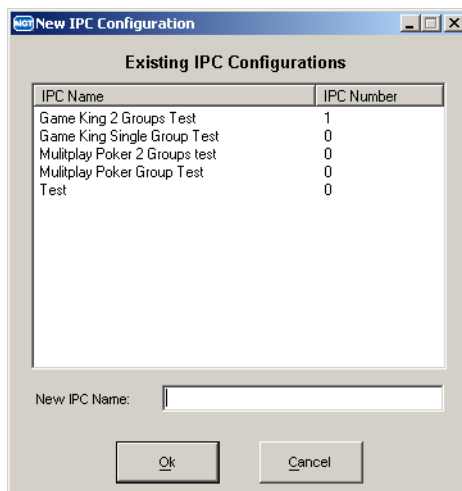 NGT New IPC Configuration
Existing IPC Configurations
IPC Name IPC Number
Game King 2 Groups Test 1
Game King Single Group Test 0
Mulitplay Poker 2 Groups test 0
Mulitplay Poker Group Test 0
Test 0
New IPC Name:
Ok Cancel